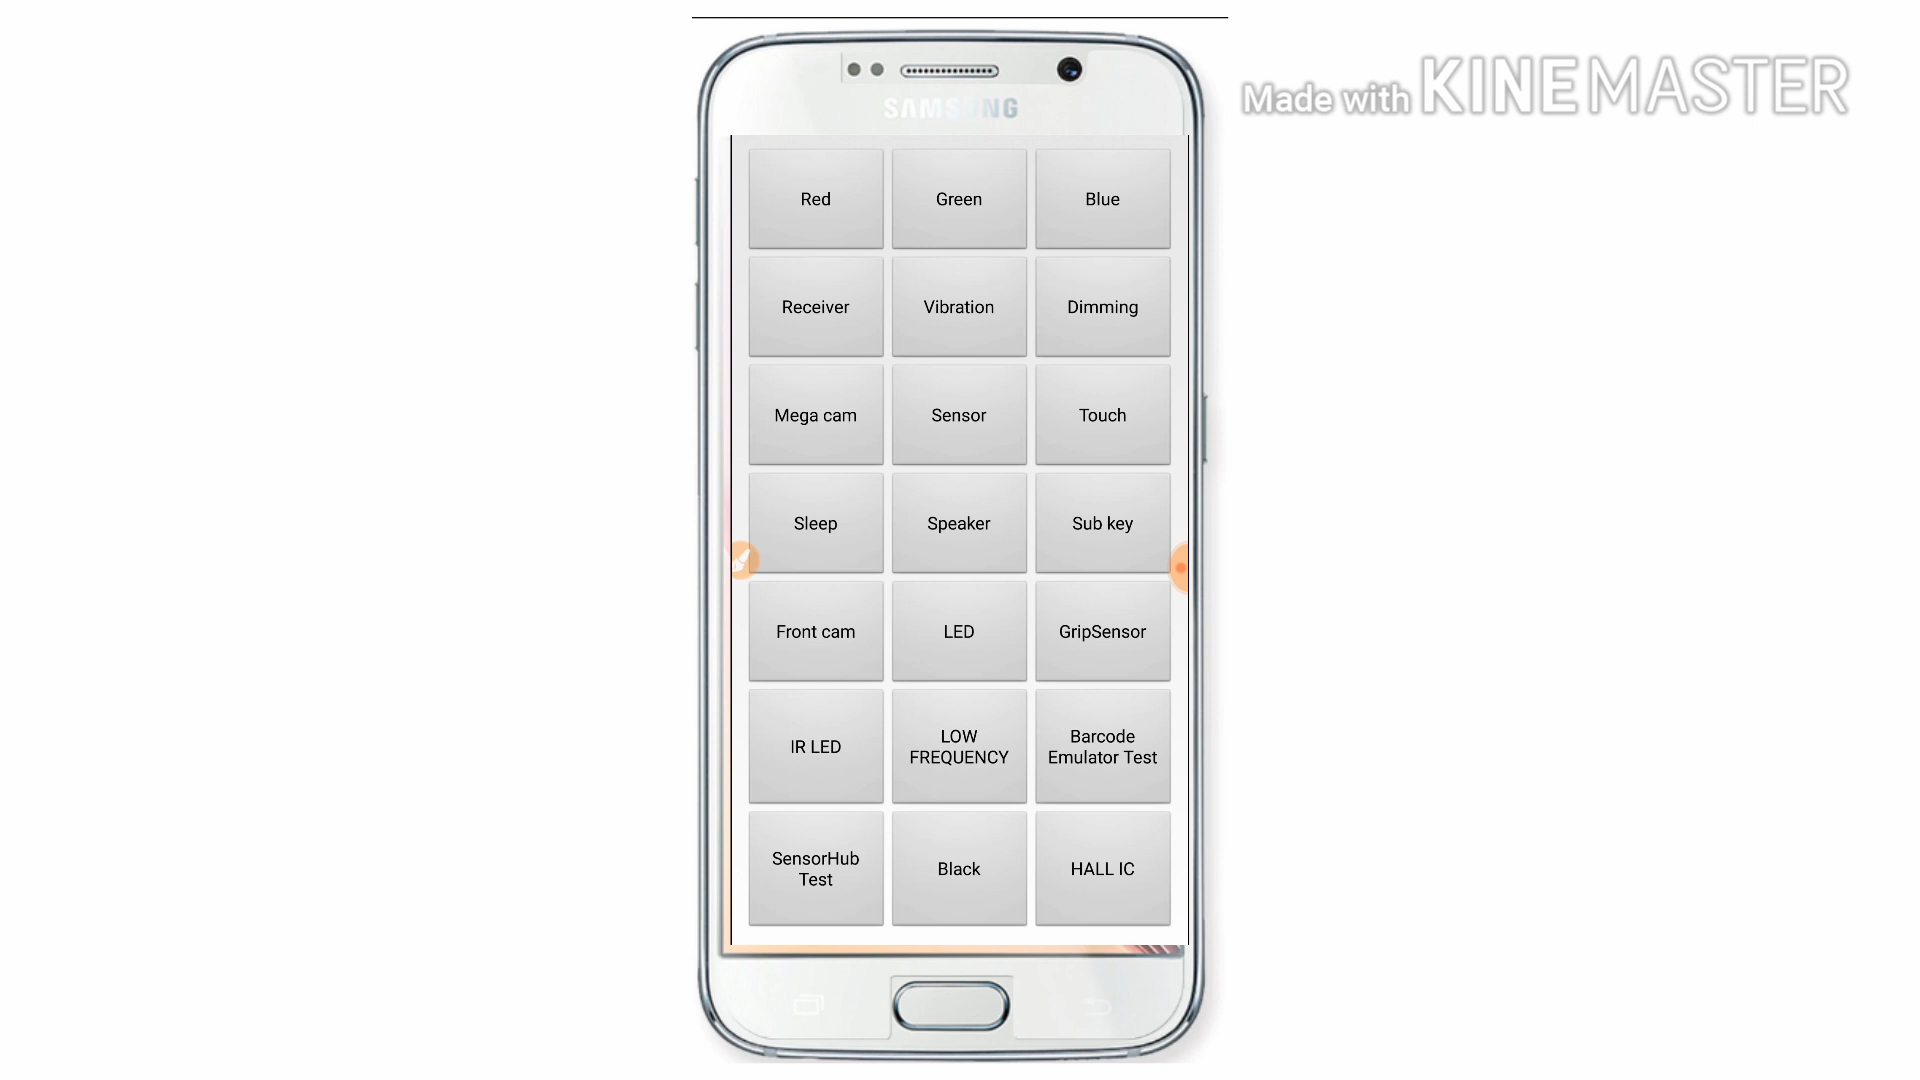 Made with KINEMASTER
SAMSUNG
Red Green Blue
Receiver Vibration Dimming
Mega cam Sensor Touch
Sleep Speaker Sub key
Front cam LED GripSensor
IR LED
LOW
FREQUENCY
Barcode
Emulator Test
SensorHub
Test
Black
HALL IC